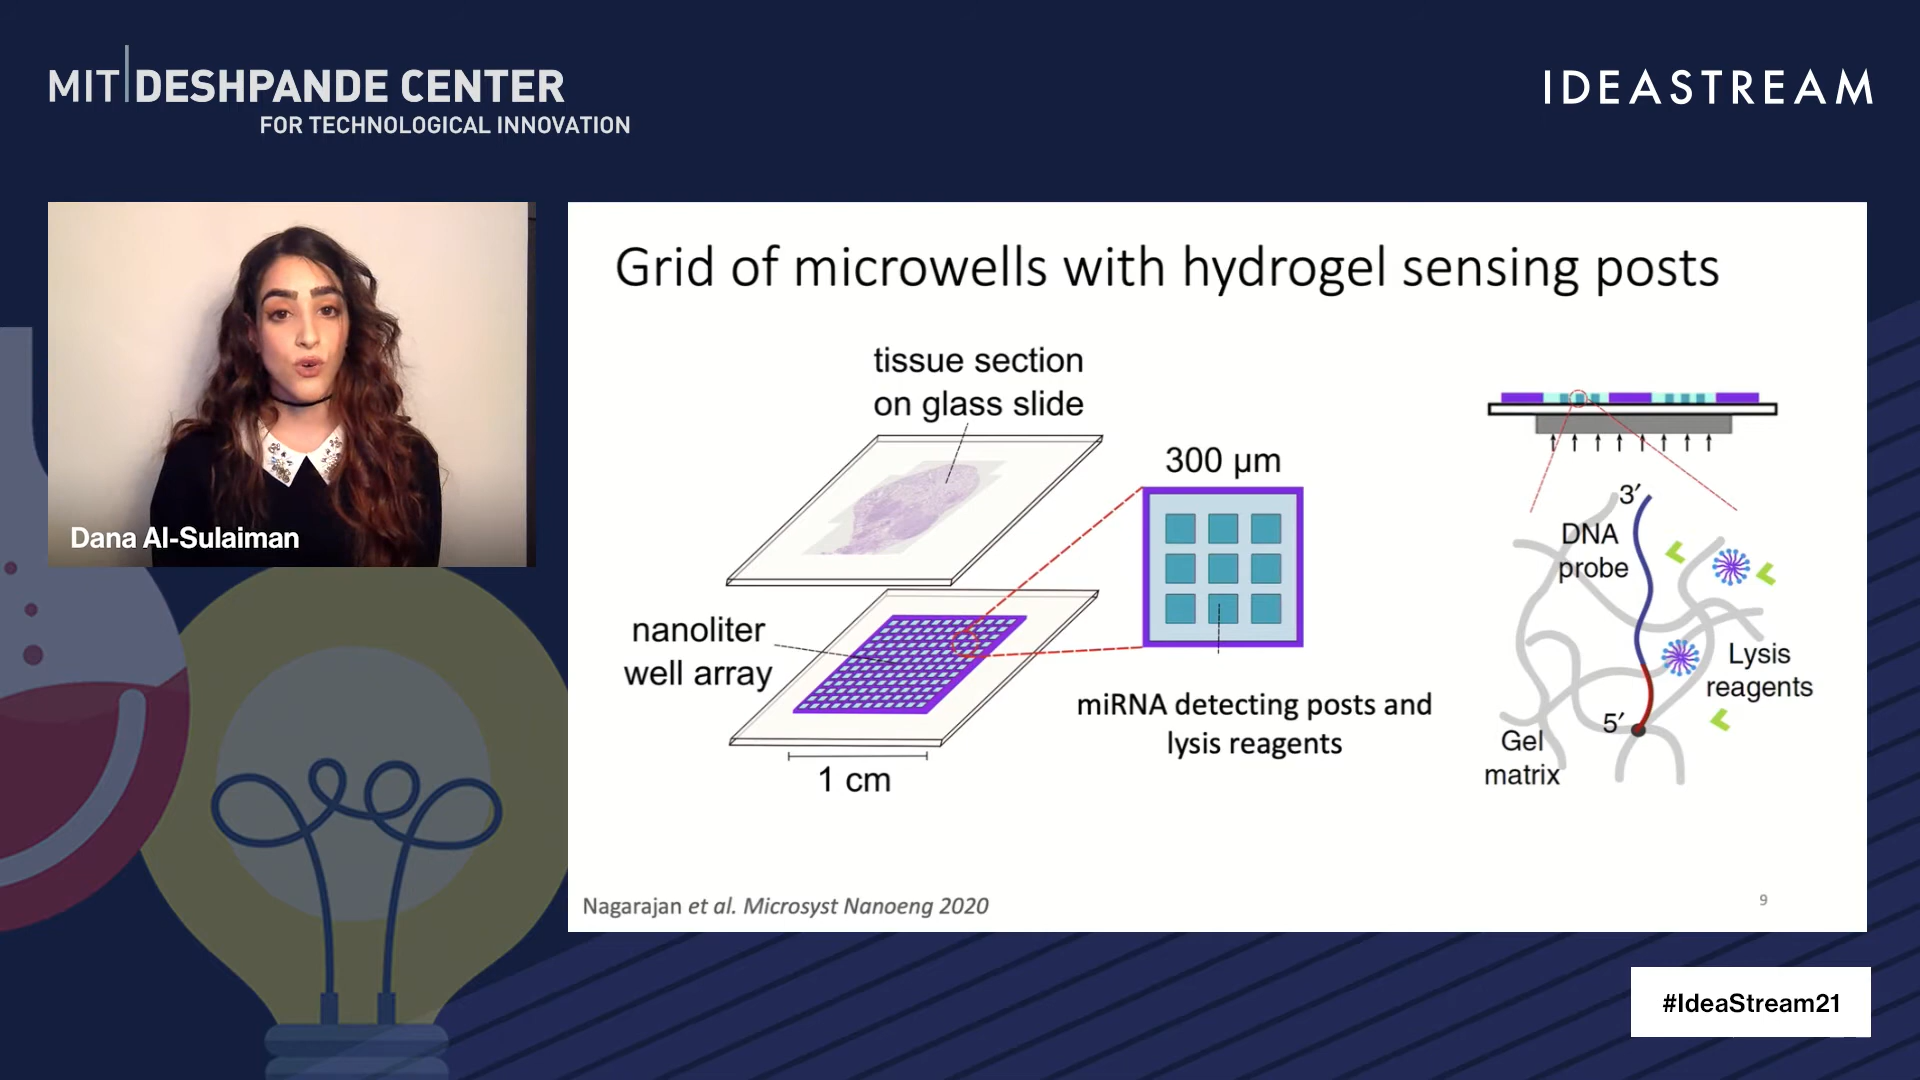 MIT DESHPANDE CENTER
FOR TECHNOLOGICAL INNOVATION
IDEASTREAM
Dana Al-Sulaiman
Grid of microwells with hydrogel sensing posts
tissue section
on glass slide
nanoliter
well array
1 cm
300 µm
miRNA detecting posts and
lysis reagents
3′
DNA
probe
Lysis
reagents
5′
Gel
matrix
Nagarajan et al. Microsyst Nanoeng 2020
9
#IdeaStream21